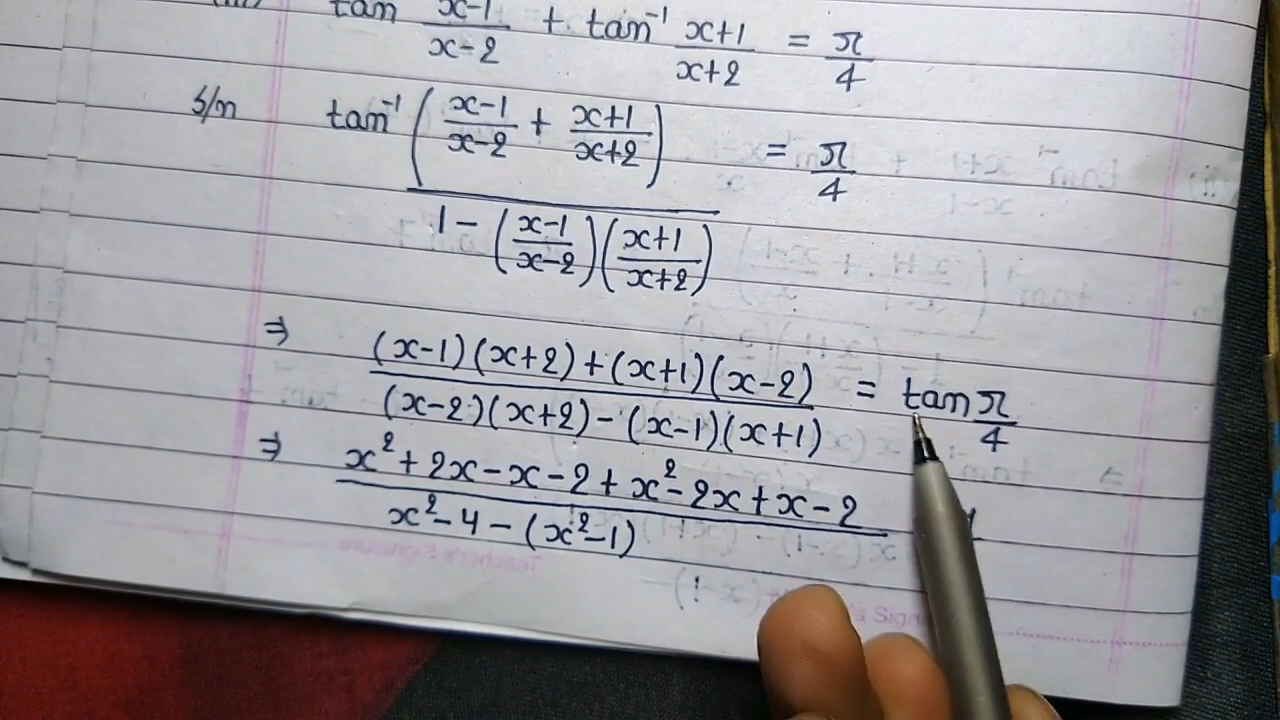 tan x-1/x-2 + tan⁻¹ x+1/x+2 = π/4
S/n tan⁻¹ ( x-1/x-2 + x+1/x+2 ) = π/4
1 - (x-1/x-2)(x+1/x+2)
⇒ (x-1)(x+2)+(x+1)(x-2) = tan π/4
(x-2)(x+2) - (x-1)(x+1)
⇒ x²+2x-x-2+x²-2x+x-2
x²-4-(x²-1)